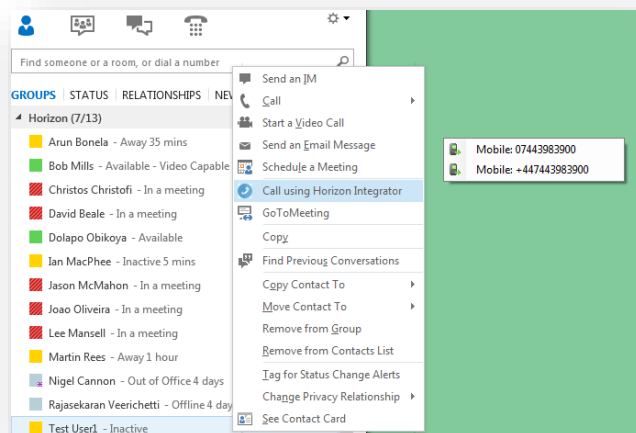 Find someone or a room, or dial a number
GROUPS STATUS RELATIONSHIPS NE
Horizon (7/13)
Arun Bonela - Away 35 mins
Bob Mills - Available - Video Capable
Christos Christofi - In a meeting
David Beale - In a meeting
Dolapo Obikoya - Available
Ian MacPhee - Inactive 5 mins
Jason McMahon - In a meeting
Joao Oliveira - In a meeting
Lee Mansell - In a meeting
Martin Rees - Away 1 hour
Nigel Cannon - Out of Office 4 days
Rajasekaran Veerichetti - Offline 4 day
Test User1 - Inactive
Send an IM
Call
Start a Video Call
Send an Email Message
Schedule a Meeting
Call using Horizon Integrator
GoToMeeting
Copy
Find Previous Conversations
Copy Contact To
Move Contact To
Remove from Group
Remove from Contacts List
Tag for Status Change Alerts
Change Privacy Relationship
See Contact Card
Mobile: 07443983900
Mobile: +447443983900